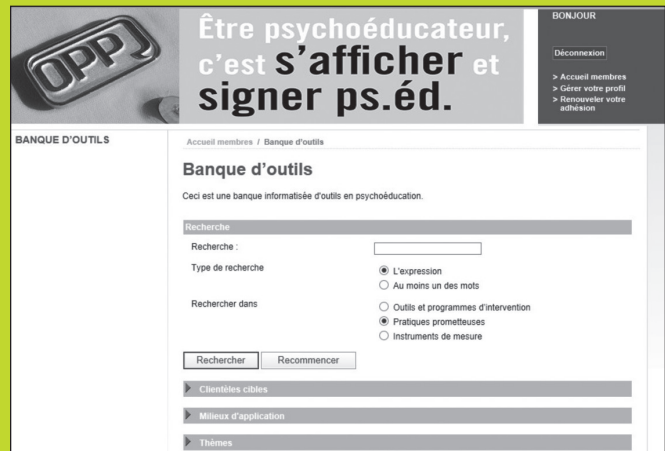 OPPQ
Être psychoéducateur,
c'est s'afficher et
signer ps.éd.
BONJOUR
Déconnexion
> Accueil membres
> Gérer votre profil
> Renouveler votre
adhésion
BANQUE D'OUTILS
Accueil membres / Banque d'outils
Banque d'outils
Ceci est une banque informatisée d'outils en psychoéducation.
Recherche
Recherche :
Type de recherche
L'expression
Au moins un des mots
Rechercher dans
Outils et programmes d'intervention
Pratiques prometteuses
Instruments de mesure
Rechercher
Recommencer
Clientèles cibles
Milieux d'application
Thèmes